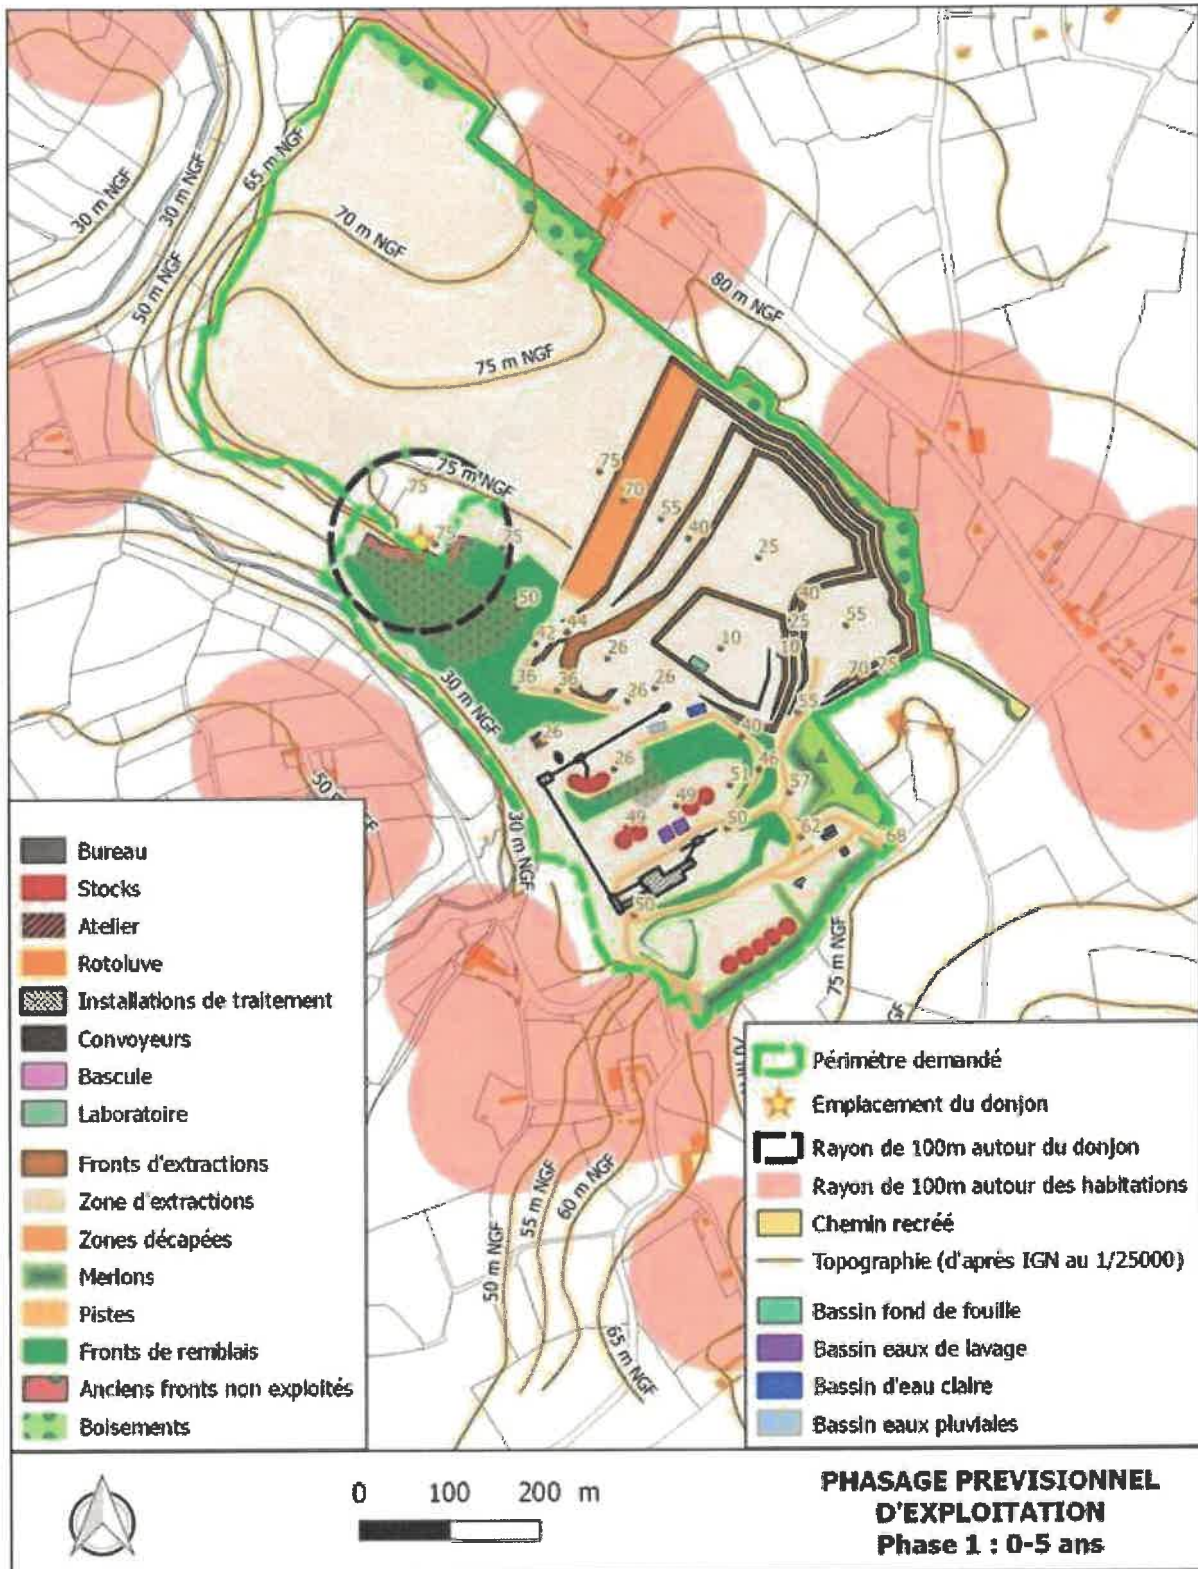 65 m NGF
30 m NGF
30 m NGF
50 m NGF
70 m NGF
75 m NGF
80 m NGF
75 m NGF
75
75
75
75
70
55
40
25
50
44
42
36
36
26
10
40
25
10
55
70
75
55
26
26
26
26
40
46
51
57
49
49
50
62
68
50
30 m NGF
30 m NGF
50 m NGF
75 m NGF
50 m NGF
55 m NGF
60 m NGF
65 m NGF
Bureau
Stocks
Atelier
Rotoluve
Installations de traitement
Convoyeurs
Bascule
Laboratoire
Fronts d'extractions
Zone d'extractions
Zones décapées
Merlons
Pistes
Fronts de remblais
Anciens fronts non exploités
Boisements
Périmètre demandé
Emplacement du donjon
Rayon de 100m autour du donjon
Rayon de 100m autour des habitations
Chemin recréé
Topographie (d'après IGN au 1/25000)
Bassin fond de fouille
Bassin eaux de lavage
Bassin d'eau claire
Bassin eaux pluviales
0 100 200 m
PHASAGE PREVISIONNEL
D'EXPLOITATION
Phase 1 : 0-5 ans